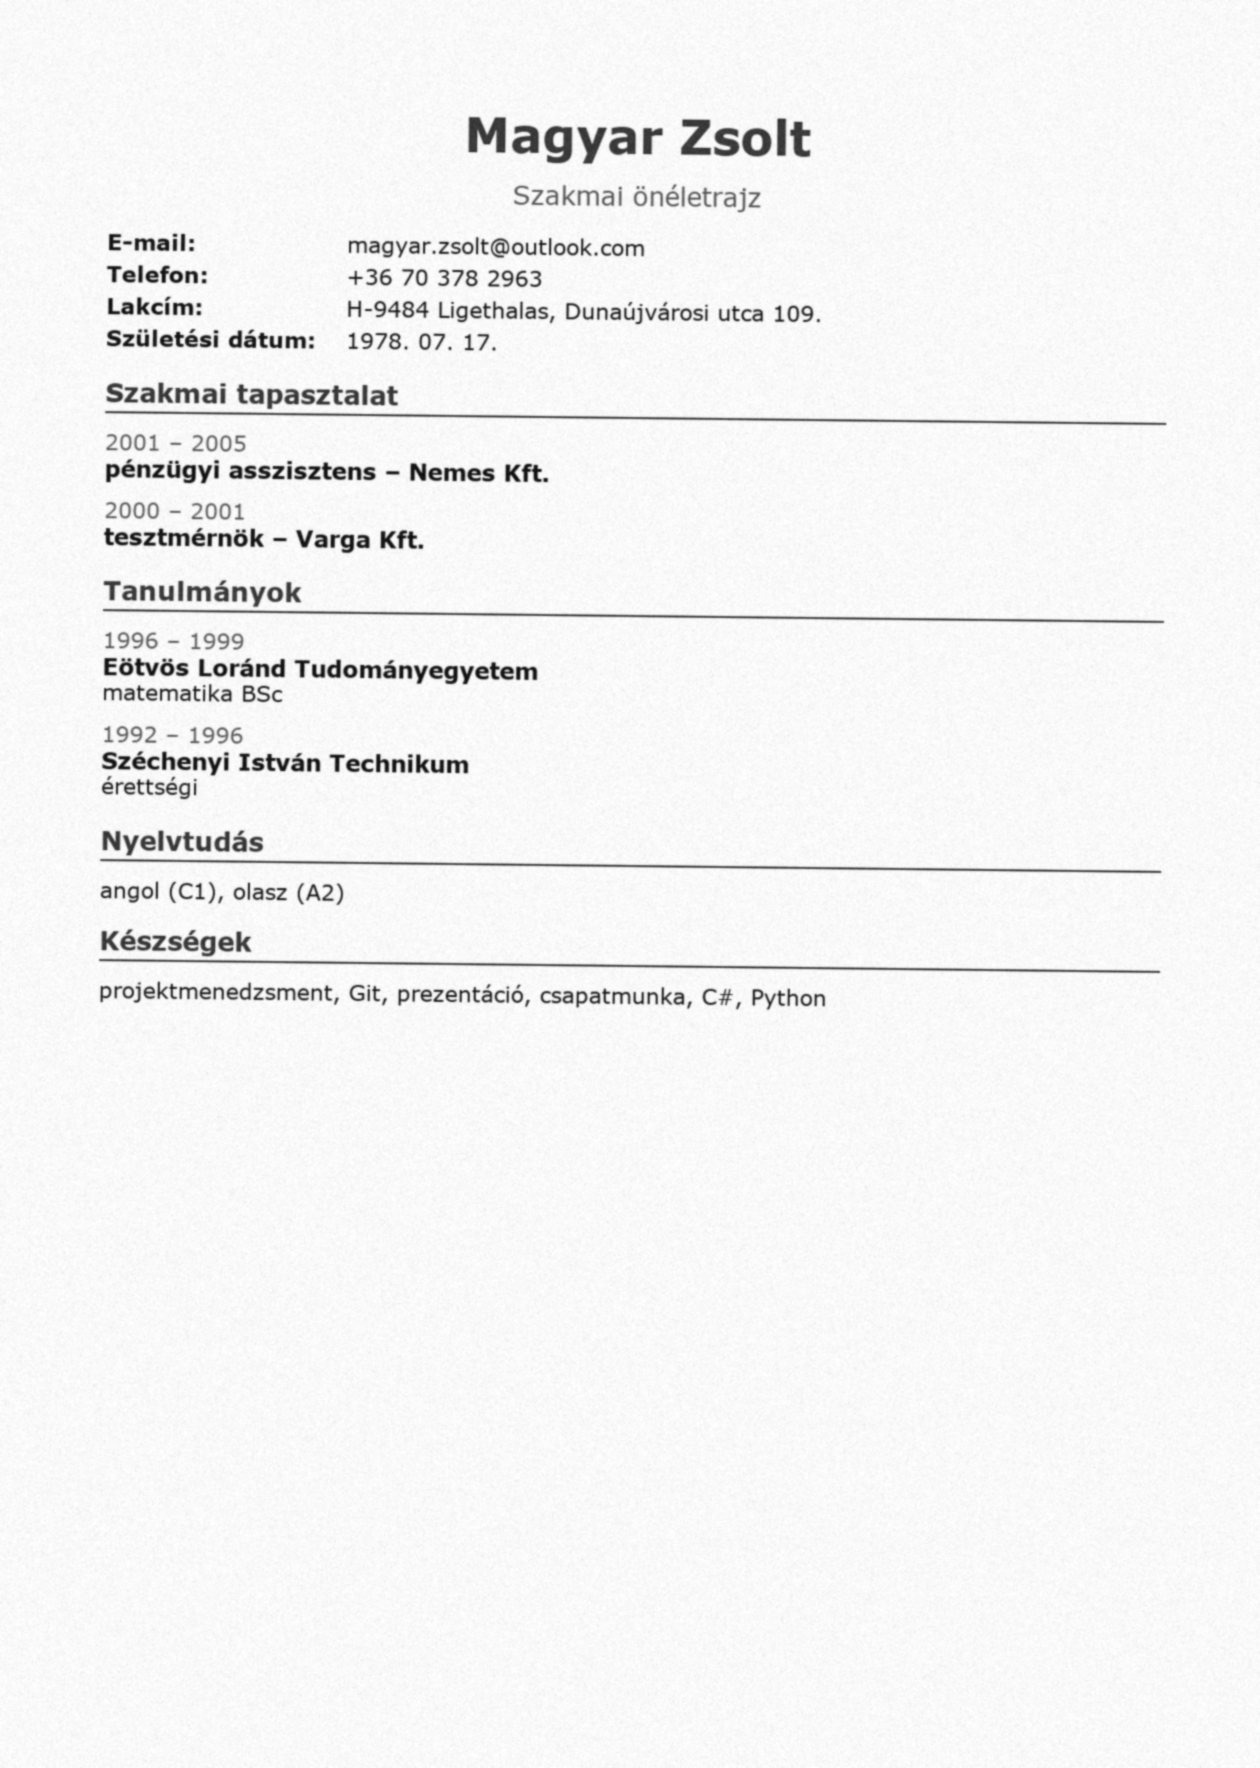 Magyar Zsolt
Szakmai önéletrajz
E-mail: magyar.zsolt@outlook.com
Telefon: +36 70 378 2963
Lakcím: H-9484 Ligethalas, Dunaújvárosi utca 109.
Születési dátum: 1978. 07. 17.
Szakmai tapasztalat
2001 – 2005
pénzügyi asszisztens – Nemes Kft.
2000 – 2001
tesztmérnök – Varga Kft.
Tanulmányok
1996 – 1999
Eötvös Loránd Tudományegyetem
matematika BSc
1992 – 1996
Széchenyi István Technikum
érettségi
Nyelvtudás
angol (C1), olasz (A2)
Készségek
projektmenedzsment, Git, prezentáció, csapatmunka, C#, Python